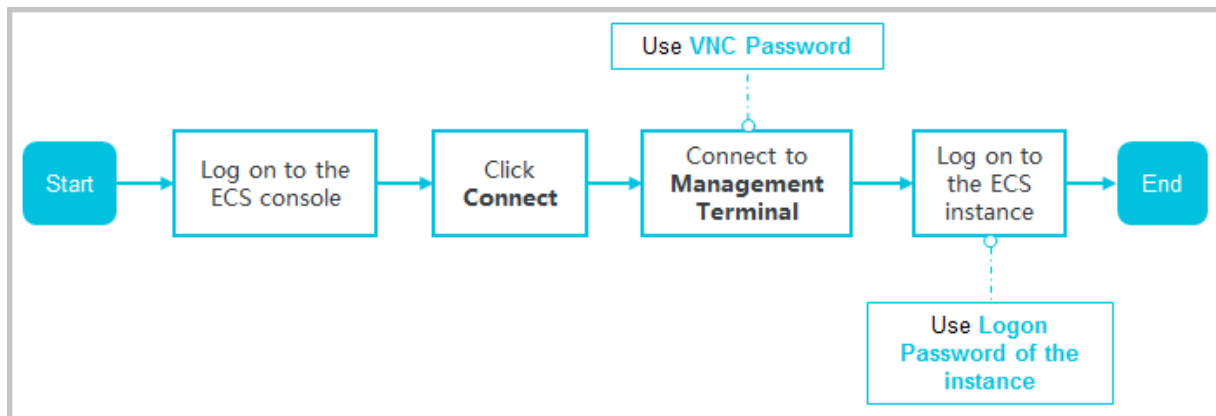 Use VNC Password
Start
Log on to the
ECS console
Click
Connect
Connect to
Management
Terminal
Log on to
the ECS
instance
End
Use Logon
Password of the
instance